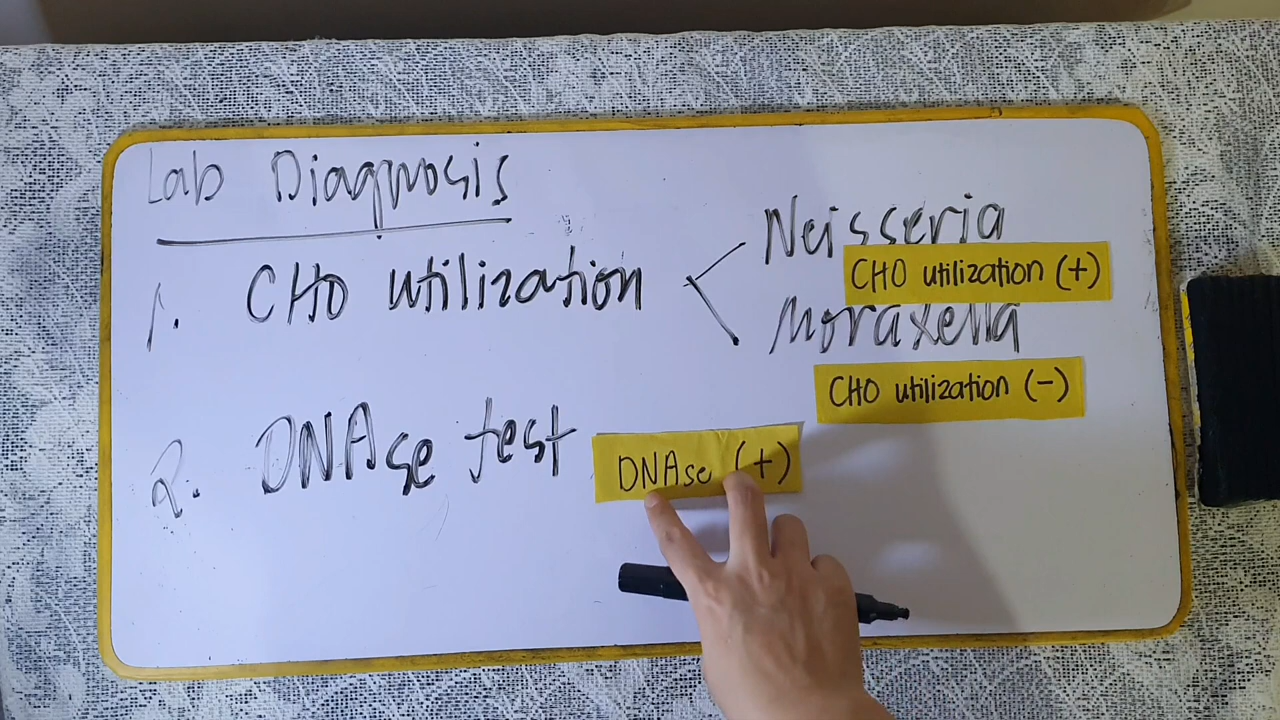 Lab Diagnosis
1. CHO utilization < Neisseria
CHO utilization (+)
Moraxella
CHO utilization (-)
2. DNAse test DNAse (+)